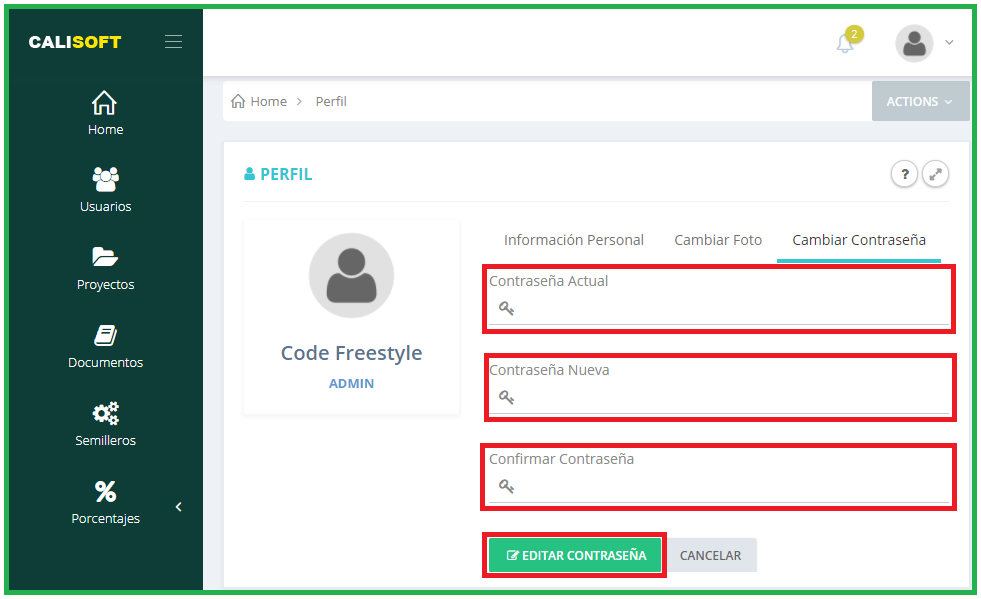 CALISOFT
2
Home
Usuarios
Proyectos
Documentos
Semilleros
Porcentajes
Home > Perfil
ACTIONS
PERFIL
?
Code Freestyle
ADMIN
Información Personal Cambiar Foto Cambiar Contraseña
Contraseña Actual
Contraseña Nueva
Confirmar Contraseña
EDITAR CONTRASEÑA CANCELAR